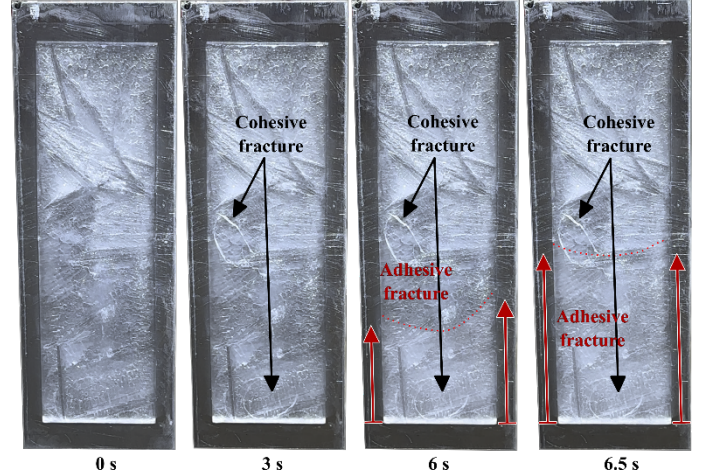 Cohesive
fracture
Cohesive
fracture
Cohesive
fracture
Adhesive
fracture
Adhesive
fracture
0 s
3 s
6 s
6.5 s